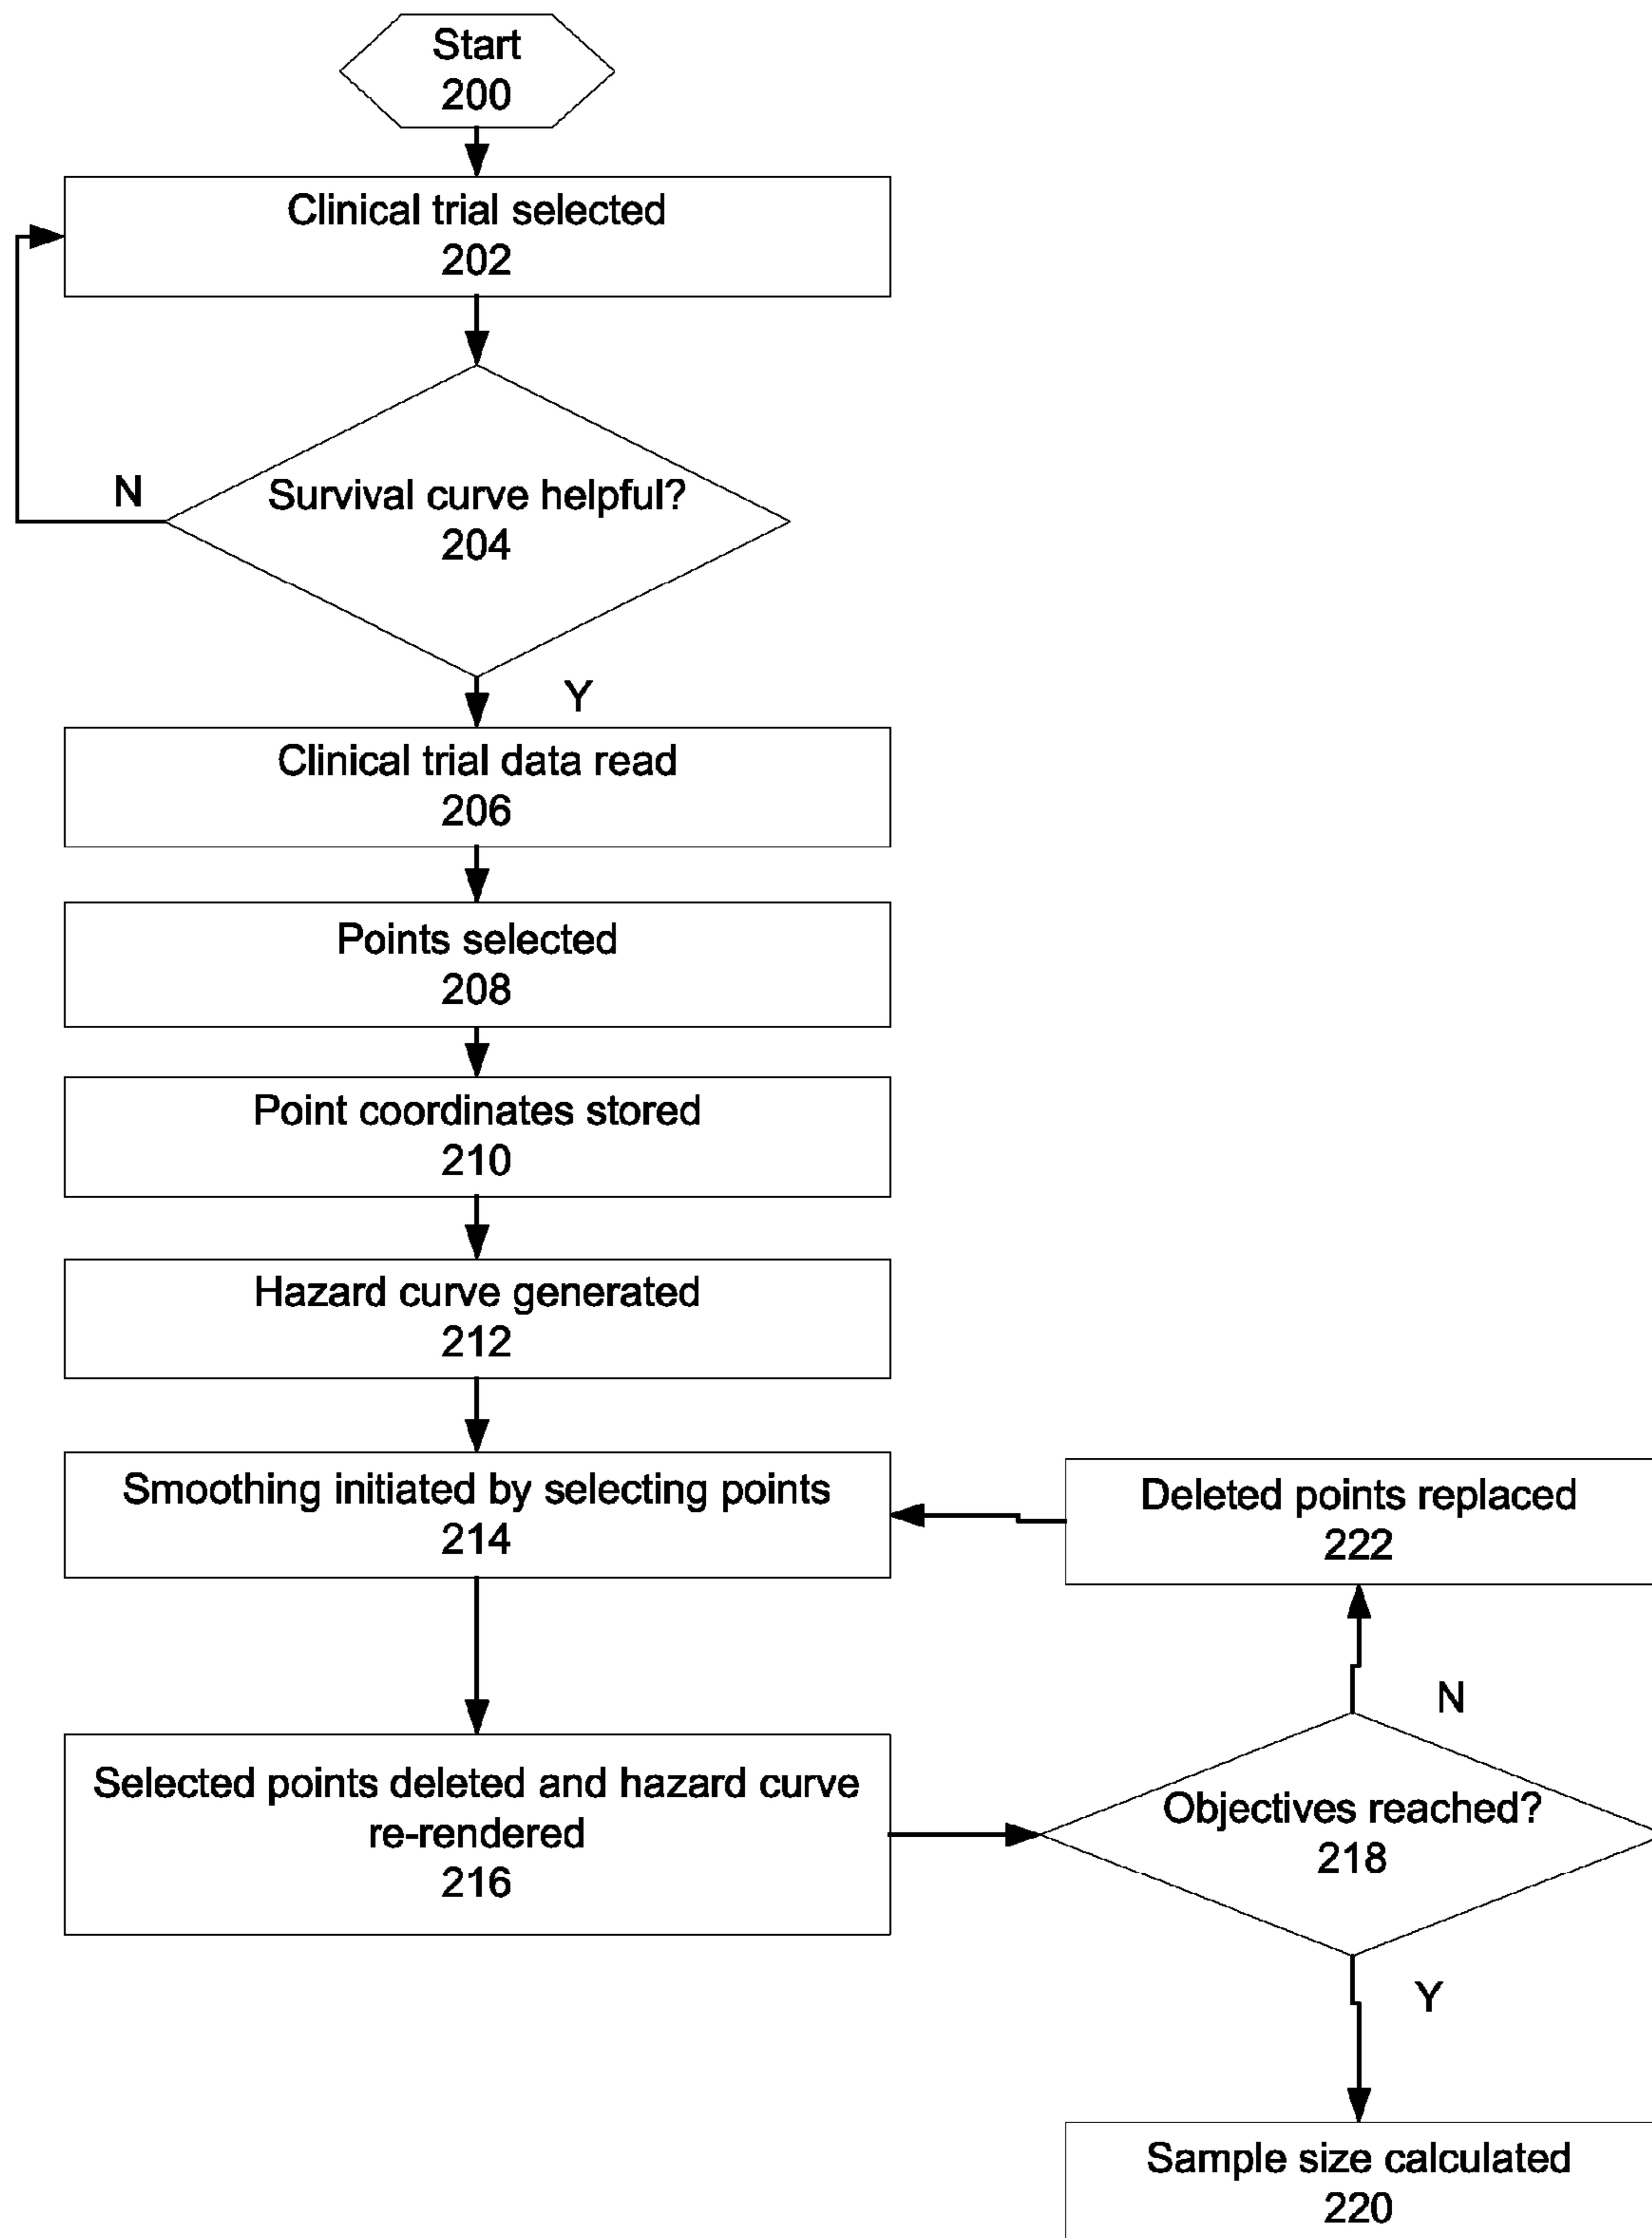 Start
200
Clinical trial selected
202
N
Survival curve helpful?
204
Y
Clinical trial data read
206
Points selected
208
Point coordinates stored
210
Hazard curve generated
212
Smoothing initiated by selecting points
214
Deleted points replaced
222
N
Selected points deleted and hazard curve
re-rendered
216
Objectives reached?
218
Y
Sample size calculated
220